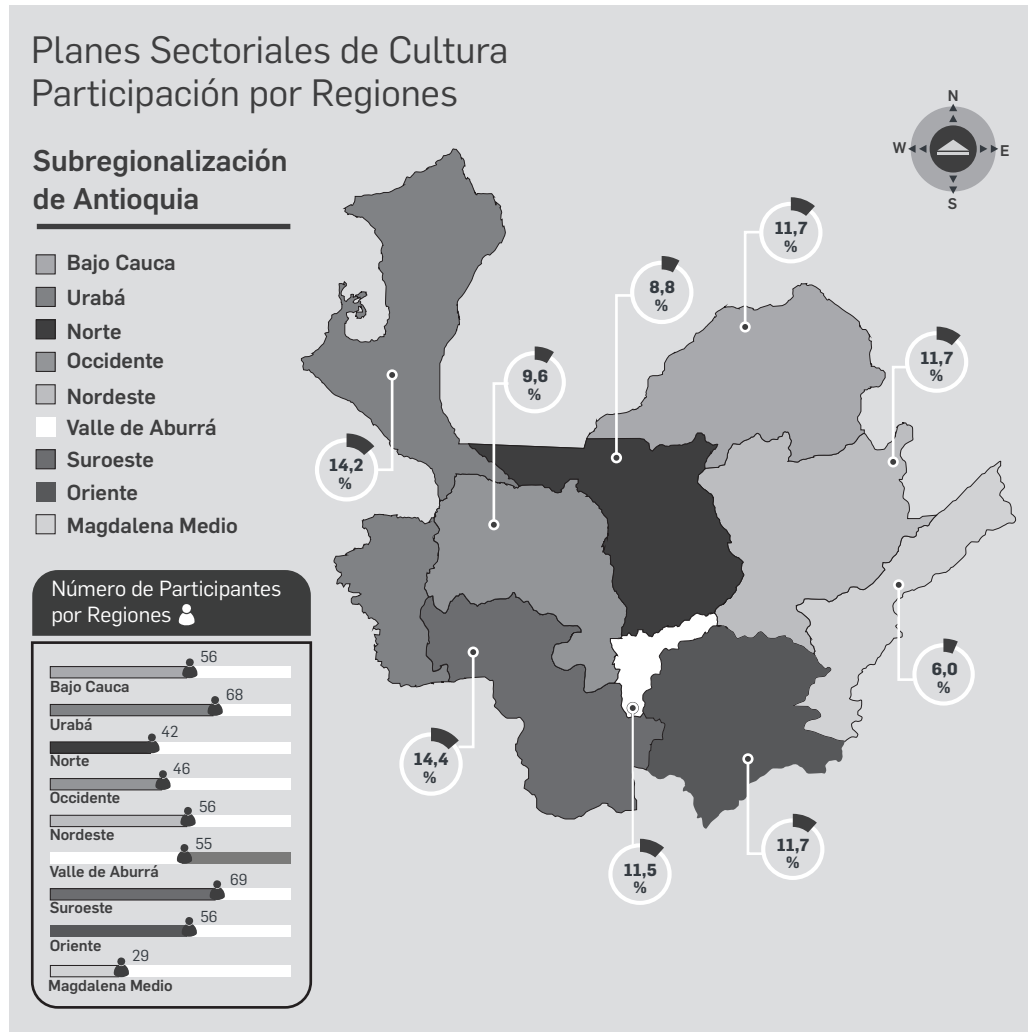 Planes Sectoriales de Cultura
Participación por Regiones
Subregionalización
de Antioquia
Bajo Cauca
Urabá
Norte
Occidente
Nordeste
Valle de Aburrá
Suroeste
Oriente
Magdalena Medio
N
W
E
S
11,7
%
8,8
%
11,7
%
9,6
%
14,2
%
6,0
%
14,4
%
11,7
%
11,5
%
Número de Participantes
por Regiones
56
Bajo Cauca
68
Urabá
42
Norte
46
Occidente
56
Nordeste
55
Valle de Aburrá
69
Suroeste
56
Oriente
29
Magdalena Medio